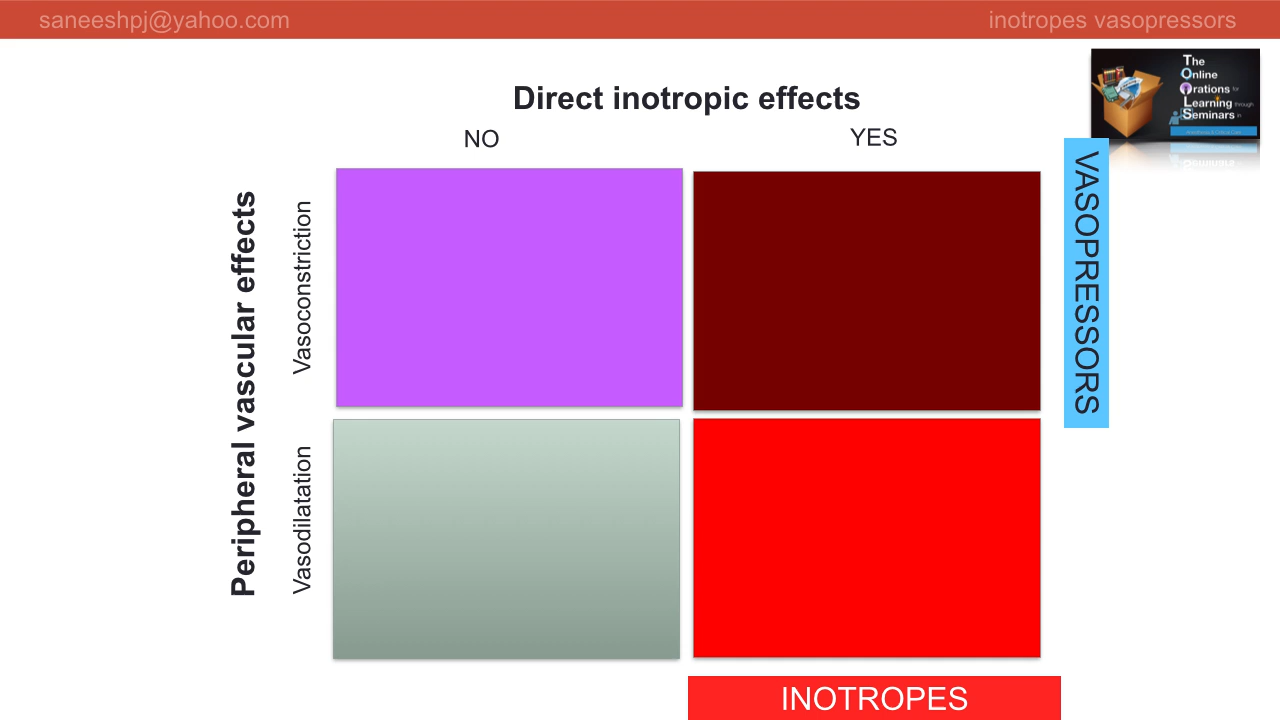 saneeshpj@yahoo.com
inotropes vasopressors
The
Online
Orations for
Learning through
Seminars in
Direct inotropic effects
NO
YES
Peripheral vascular effects
Vasoconstriction
Vasodilatation
VASOPRESSORS
INOTROPES